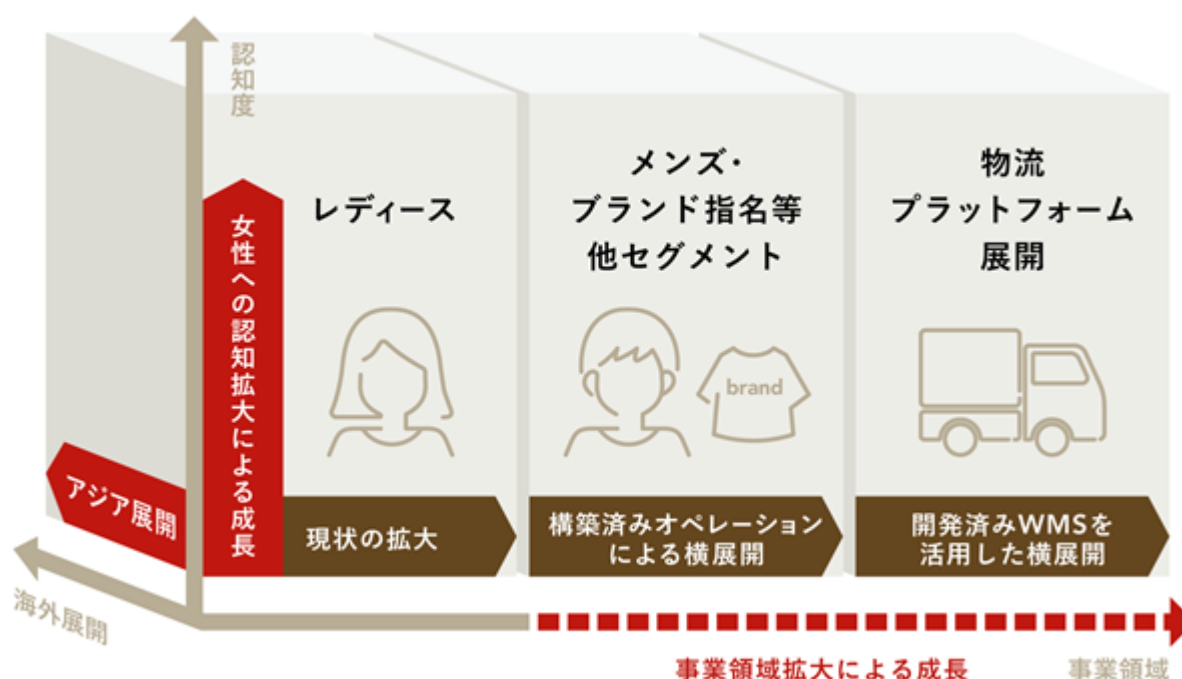 認知度
女性への認知拡大による成長
レディース
メンズ・
ブランド指名等
他セグメント
物流
プラットフォーム
展開
brand
アジア展開
現状の拡大
構築済みオペレーション
による横展開
開発済みWMSを
活用した横展開
海外展開
事業領域拡大による成長
事業領域